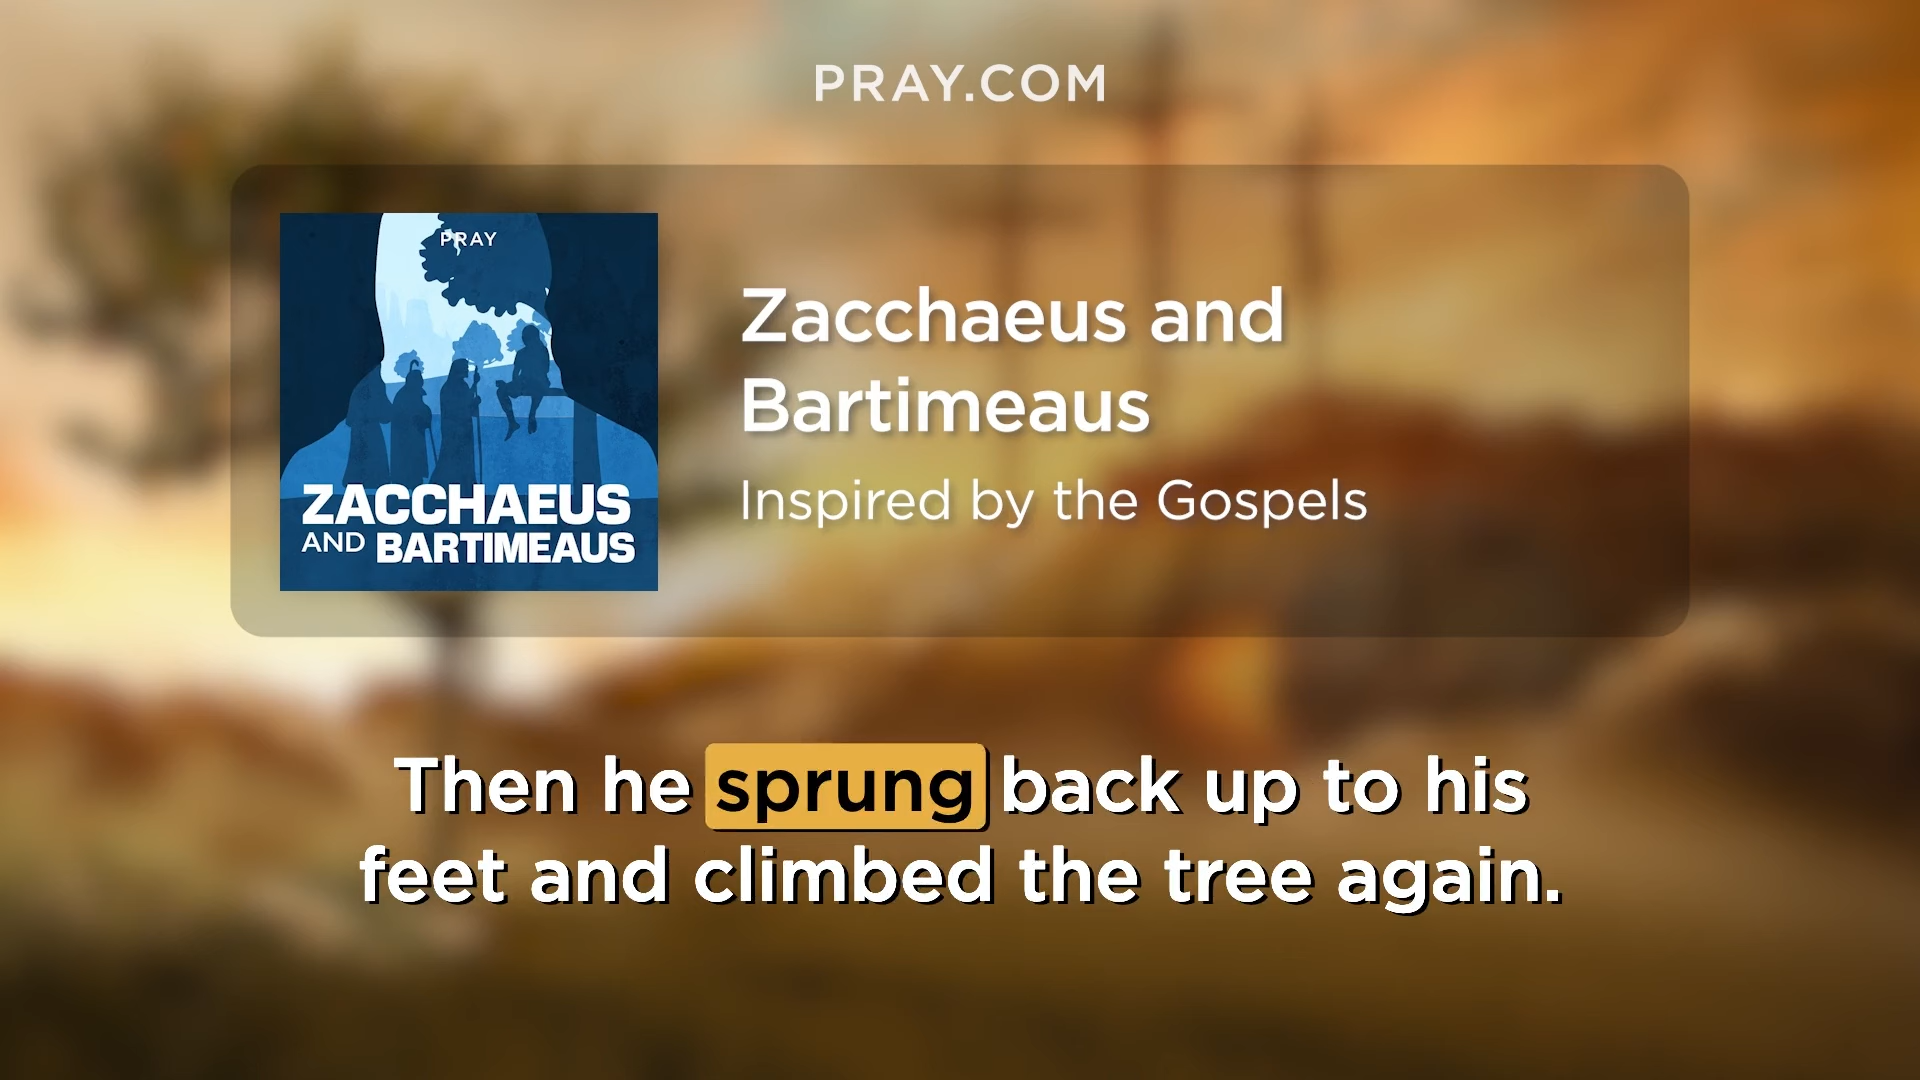 PRAY.COM
PRAY
ZACCHAEUS
AND BARTIMEAUS
Zacchaeus and
Bartimeaus
Inspired by the Gospels
Then he sprung back up to his
feet and climbed the tree again.